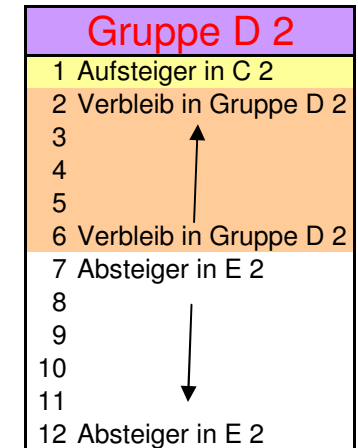 Gruppe D 2
1 Aufsteiger in C 2
2 Verbleib in Gruppe D 2
3
4
5
6 Verbleib in Gruppe D 2
7 Absteiger in E 2
8
9
10
11
12 Absteiger in E 2